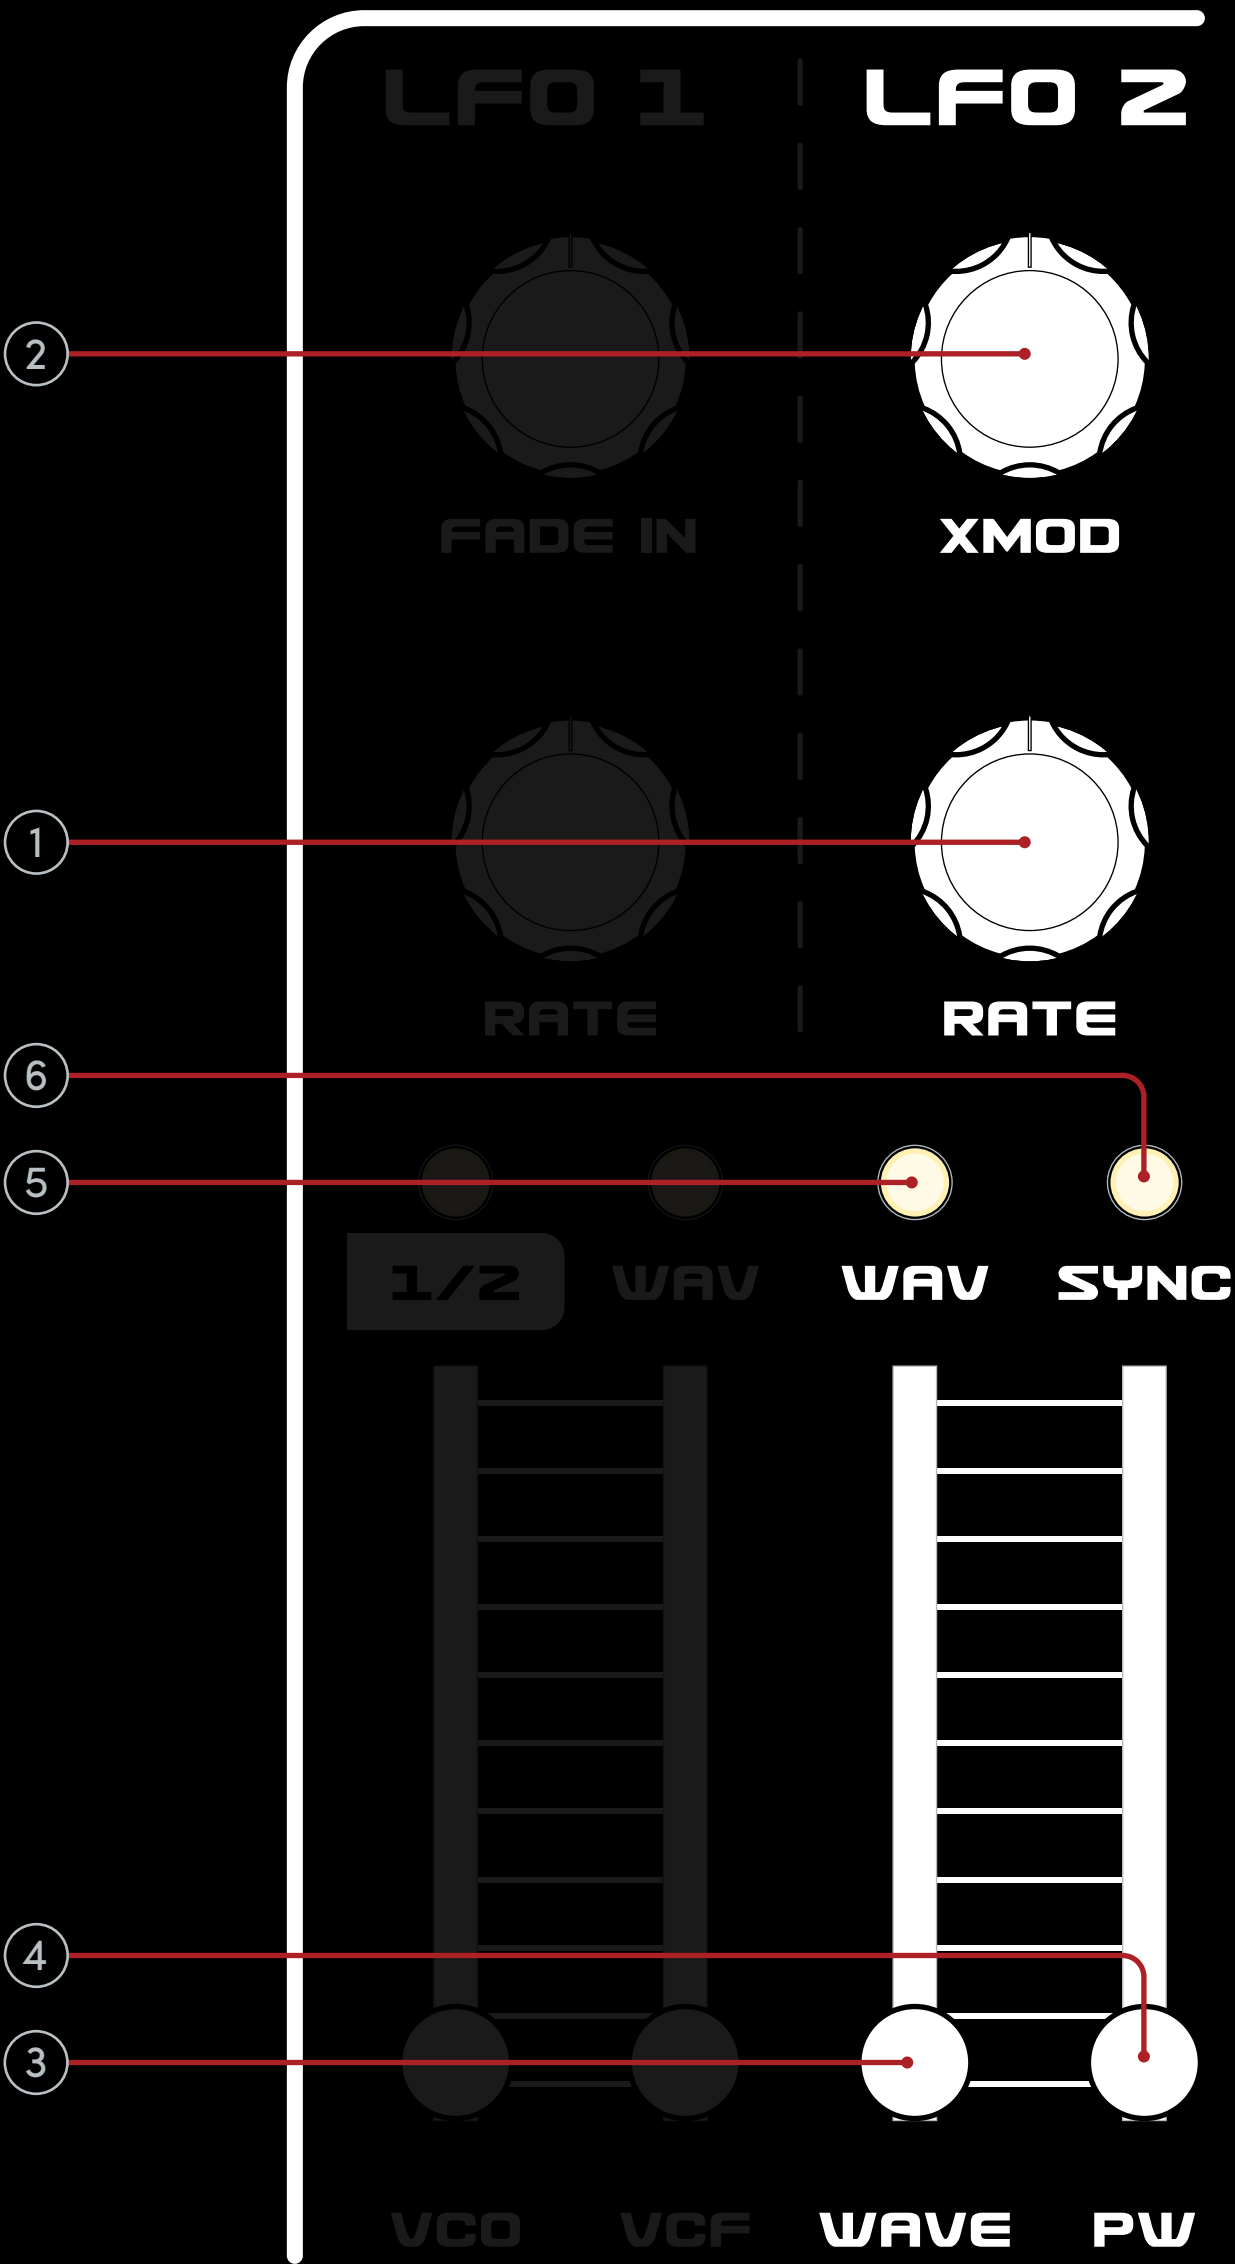 LFO 1 LFO 2
2
FADE IN XMOD
1
RATE RATE
6
5
1/2 WAV WAV SYNC
4
3
VCO VCF WAVE PW